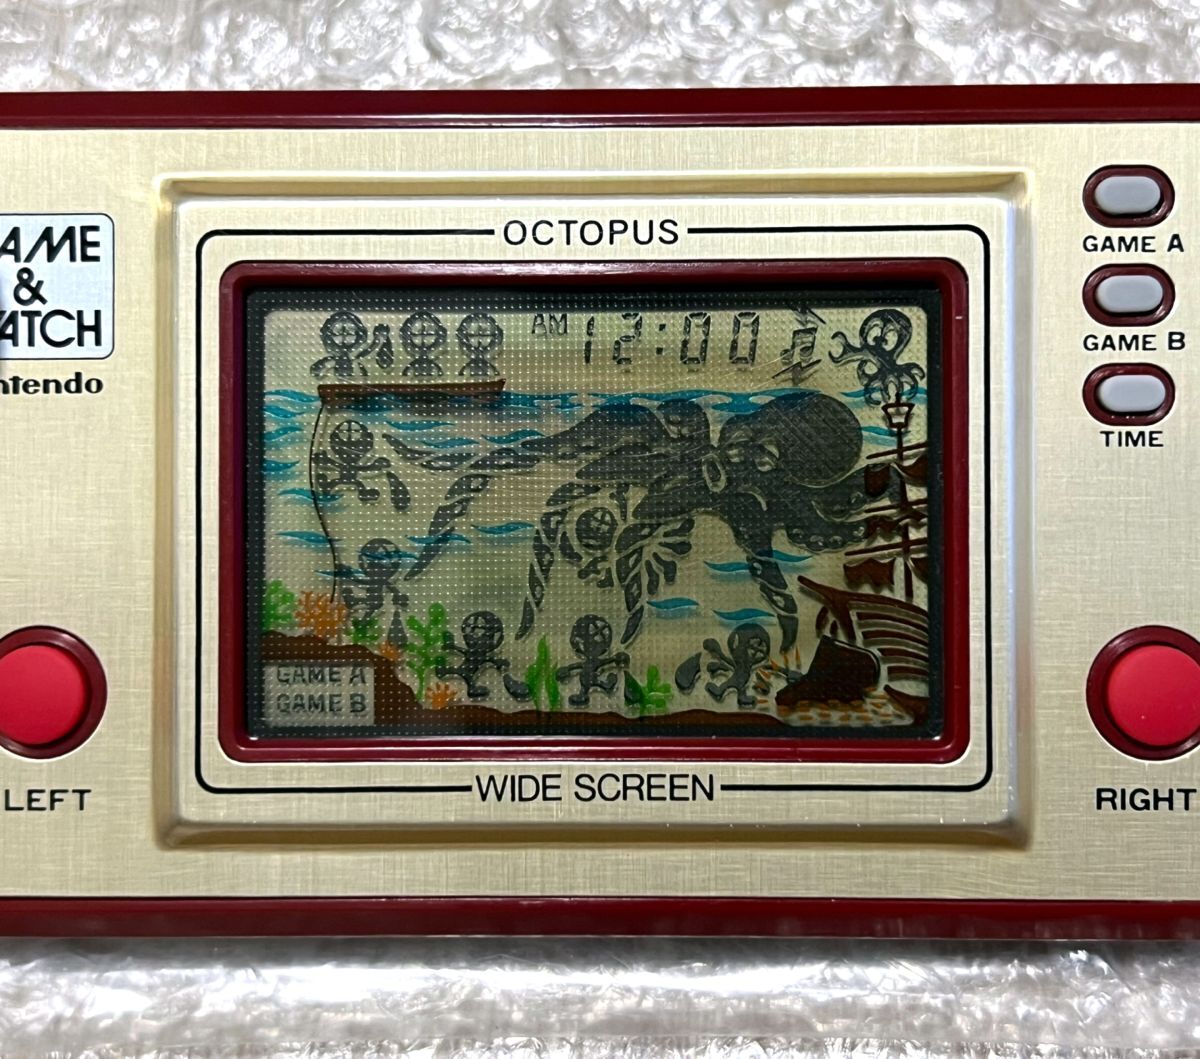 OCTOPUS
AME
&
ATCH
ntendo
GAME A
GAME B
TIME
AM 12:00
GAME A
GAME B
LEFT
RIGHT
WIDE SCREEN